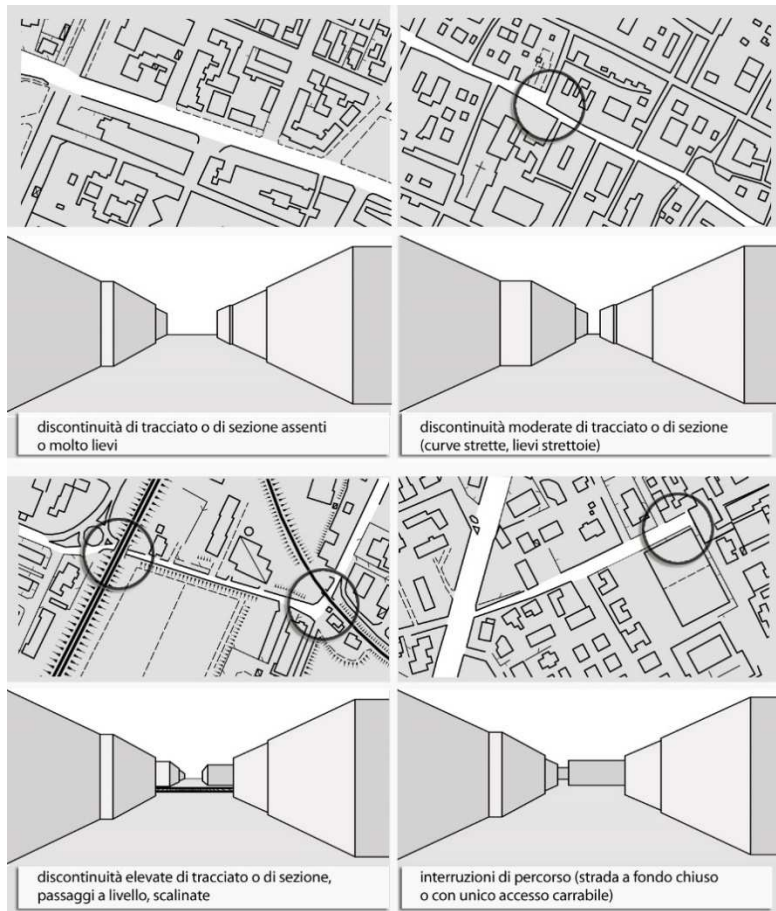 discontinuità di tracciato o di sezione assenti
o molto lievi
discontinuità moderate di tracciato o di sezione
(curve strette, lievi strettoie)
discontinuità elevate di tracciato o di sezione,
passaggi a livello, scalinate
interruzioni di percorso (strada a fondo chiuso
o con unico accesso carrabile)